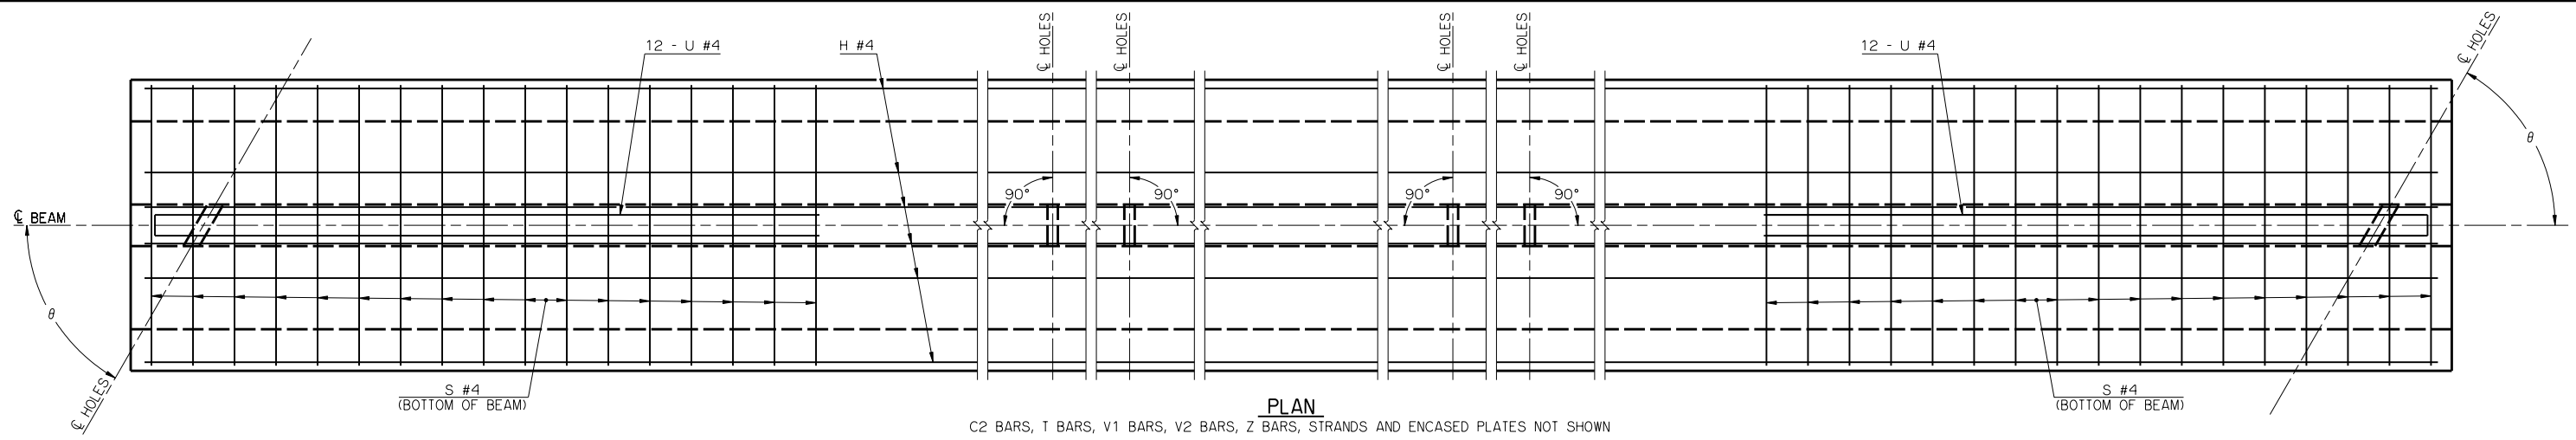 ℄ HOLES
℄ HOLES
℄ HOLES
℄ HOLES
℄ HOLES
12 - U #4
H #4
12 - U #4
θ
90°
90°
90°
90°
℄ BEAM
θ
℄ HOLES
S #4
(BOTTOM OF BEAM)
S #4
(BOTTOM OF BEAM)
PLAN
C2 BARS, T BARS, V1 BARS, V2 BARS, Z BARS, STRANDS AND ENCASED PLATES NOT SHOWN